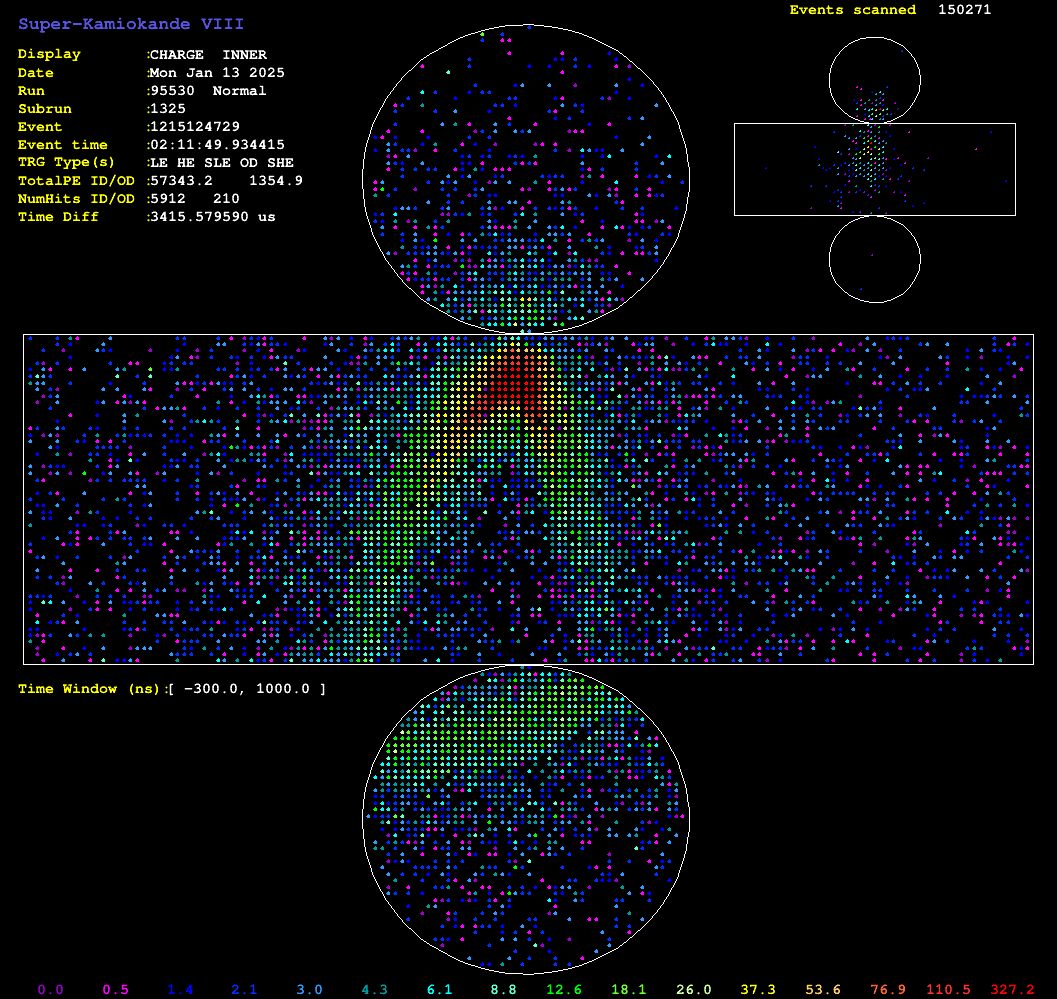 Super-Kamiokande VIII
Events scanned 150271
Display :CHARGE INNER
Date :Mon Jan 13 2025
Run :95530 Normal
Subrun :1325
Event :1215124729
Event time :02:11:49.934415
TRG Type(s) :LE HE SLE OD SHE
TotalPE ID/OD :57343.2 1354.9
NumHits ID/OD :5912 210
Time Diff :3415.579590 us
Time Window (ns):[ -300.0, 1000.0 ]
0.0 0.5 1.4 2.1 3.0 4.3 6.1 8.8 12.6 18.1 26.0 37.3 53.6 76.9 110.5 327.2